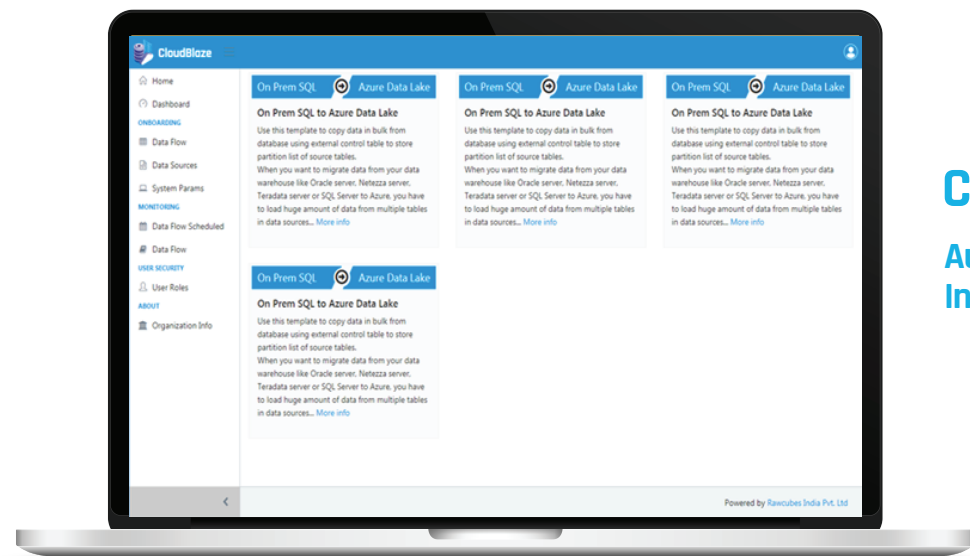 CloudBlaze
Home
Dashboard
ONBOARDING
Data Flow
Data Sources
System Params
MONITORING
Data Flow Scheduled
Data Flow
USER SECURITY
User Roles
ABOUT
Organization Info
On Prem SQL Azure Data Lake
On Prem SQL to Azure Data Lake
Use this template to copy data in bulk from
database using external control table to store
partition list of source tables.
When you want to migrate data from your data
warehouse like Oracle server, Netezza server,
Teradata server or SQL Server to Azure, you have
to load huge amount of data from multiple tables
in data sources... More info
On Prem SQL Azure Data Lake
On Prem SQL to Azure Data Lake
Use this template to copy data in bulk from
database using external control table to store
partition list of source tables.
When you want to migrate data from your data
warehouse like Oracle server, Netezza server,
Teradata server or SQL Server to Azure, you have
to load huge amount of data from multiple tables
in data sources... More info
On Prem SQL Azure Data Lake
On Prem SQL to Azure Data Lake
Use this template to copy data in bulk from
database using external control table to store
partition list of source tables.
When you want to migrate data from your data
warehouse like Oracle server, Netezza server,
Teradata server or SQL Server to Azure, you have
to load huge amount of data from multiple tables
in data sources... More info
On Prem SQL Azure Data Lake
On Prem SQL to Azure Data Lake
Use this template to copy data in bulk from
database using external control table to store
partition list of source tables.
When you want to migrate data from your data
warehouse like Oracle server, Netezza server,
Teradata server or SQL Server to Azure, you have
to load huge amount of data from multiple tables
in data sources... More info
Powered by Rawcubes India Pvt. Ltd
C
In